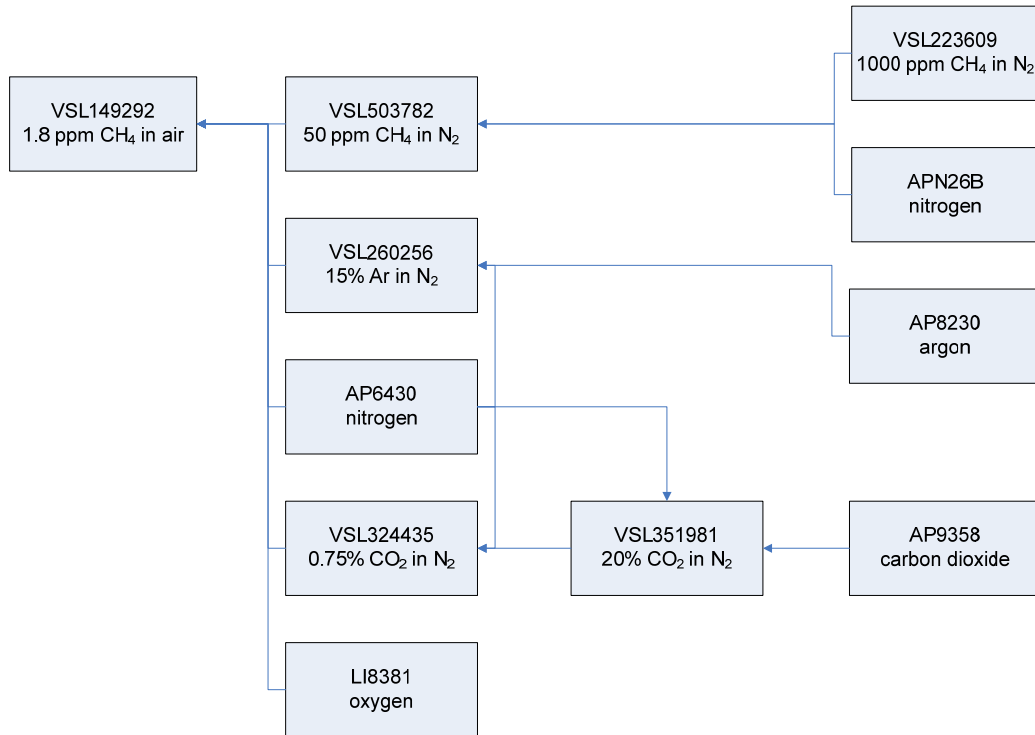 VSL223609
1000 ppm CH₄ in N₂
VSL149292
1.8 ppm CH₄ in air
VSL503782
50 ppm CH₄ in N₂
APN26B
nitrogen
VSL260256
15% Ar in N₂
AP8230
argon
AP6430
nitrogen
VSL324435
0.75% CO₂ in N₂
VSL351981
20% CO₂ in N₂
AP9358
carbon dioxide
LI8381
oxygen